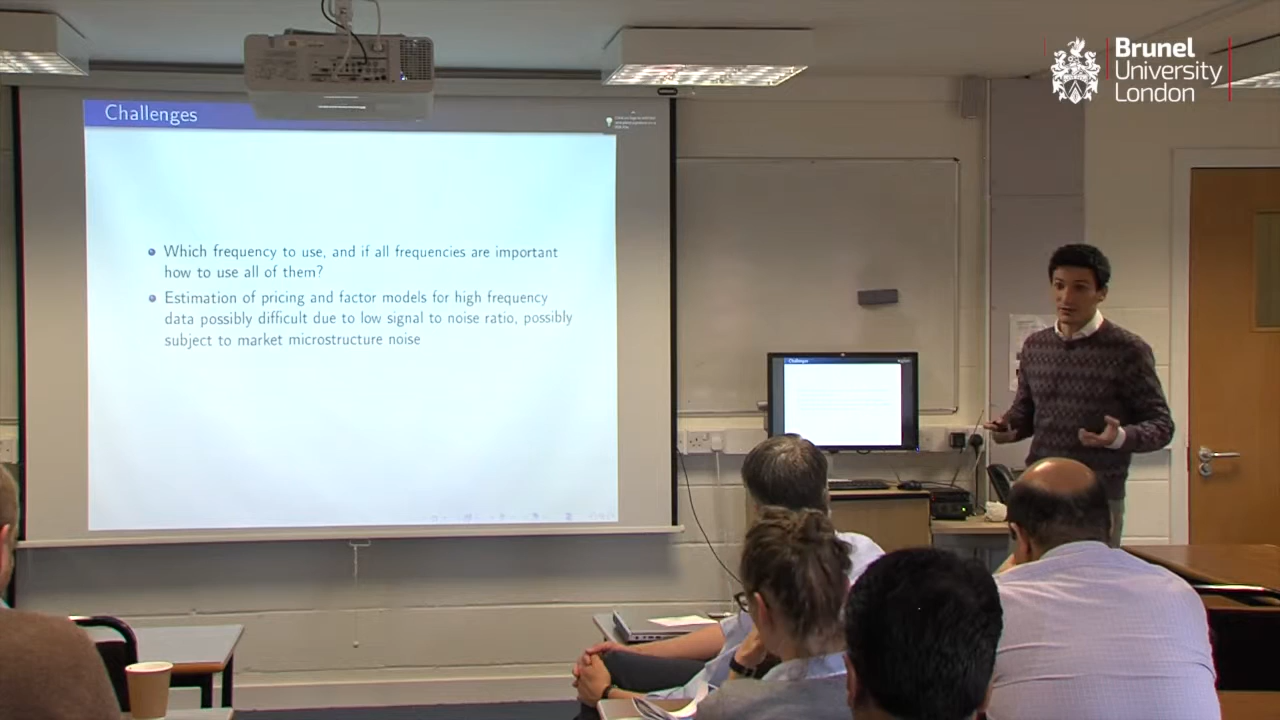 Brunel
University
London
Challenges
Which frequency to use, and if all frequencies are important
how to use all of them?
Estimation of pricing and factor models for high frequency
data possibly difficult due to low signal to noise ratio, possibly
subject to market microstructure noise
Challenges